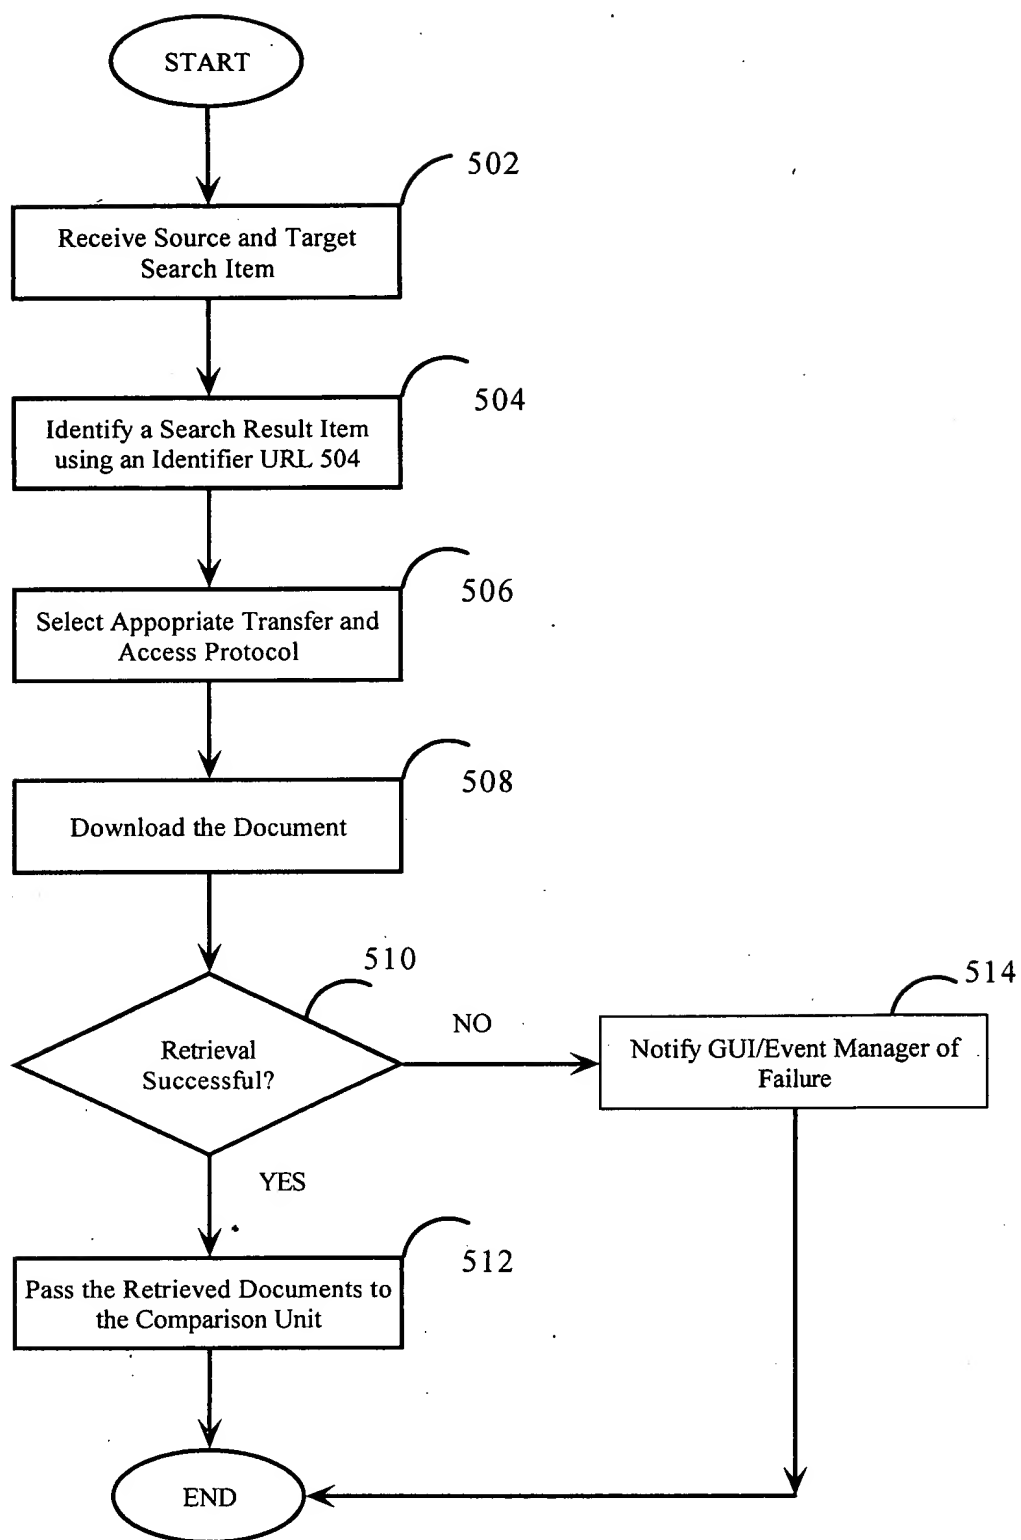 START
502
Receive Source and Target
Search Item
504
Identify a Search Result Item
using an Identifier URL 504
506
Select Appopriate Transfer and
Access Protocol
508
Download the Document
510
514
NO
Retrieval
Successful?
Notify GUI/Event Manager of
Failure
YES
512
Pass the Retrieved Documents to
the Comparison Unit
END